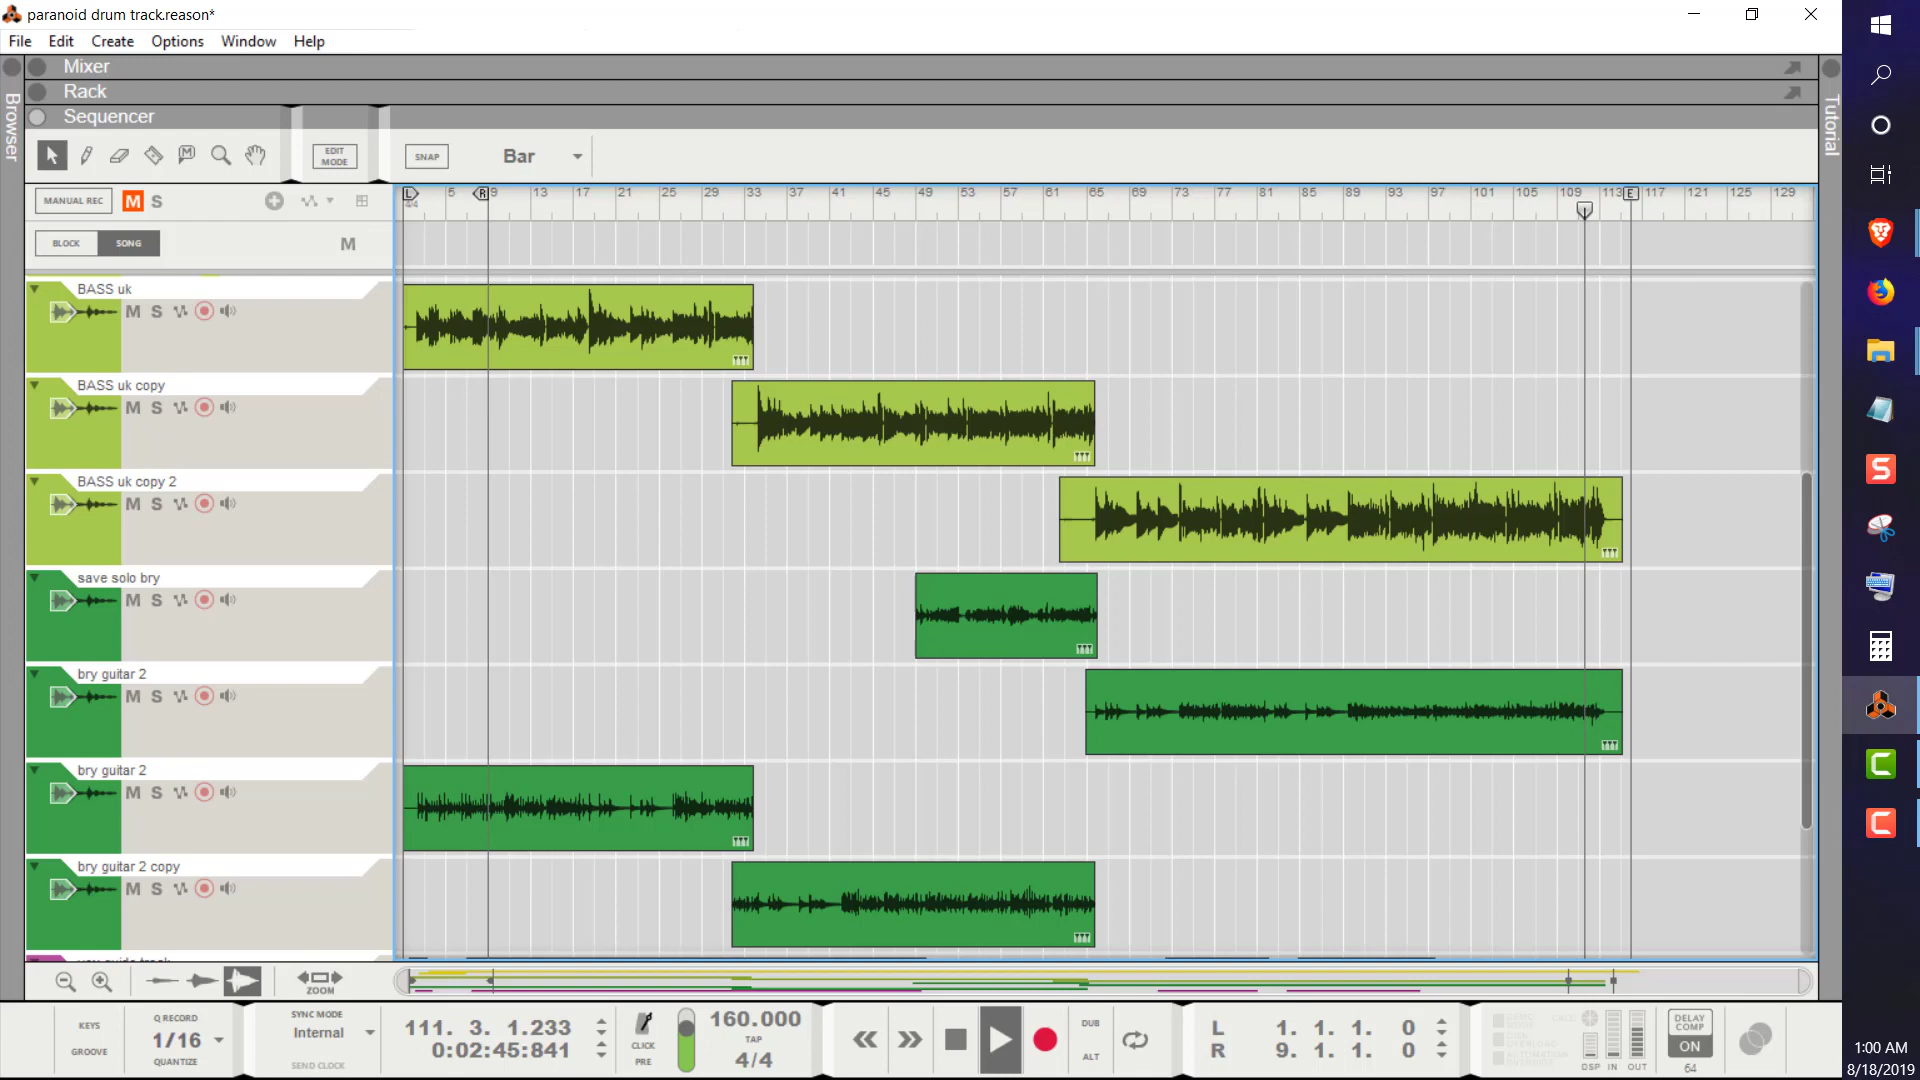 paranoid drum track.reason*
File Edit Create Options Window Help
Mixer
Rack
Sequencer
Browser
Tutorial
EDIT MODE
SNAP
Bar
MANUAL REC M S
L 5 R 9 13 17 21 25 29 33 37 41 45 49 53 57 61 65 69 73 77 81 85 89 93 97 101 105 109 113 E 117 121 125 129
4/4
BLOCK SONG M
BASS uk
M S
BASS uk copy
M S
BASS uk copy 2
M S
save solo bry
M S
bry guitar 2
M S
bry guitar 2
M S
bry guitar 2 copy
M S
ZOOM
KEYS
GROOVE
Q RECORD
1/16
QUANTIZE
SYNC MODE
Internal
SEND CLOCK
111. 3. 1.233
0:02:45:841
CLICK
PRE
160.000
TAP
4/4
DUB
ALT
L 1. 1. 1. 0
R 9. 1. 1. 0
CALC
DSP IN OUT
DELAY COMP
ON
64
1:00 AM
8/18/2019